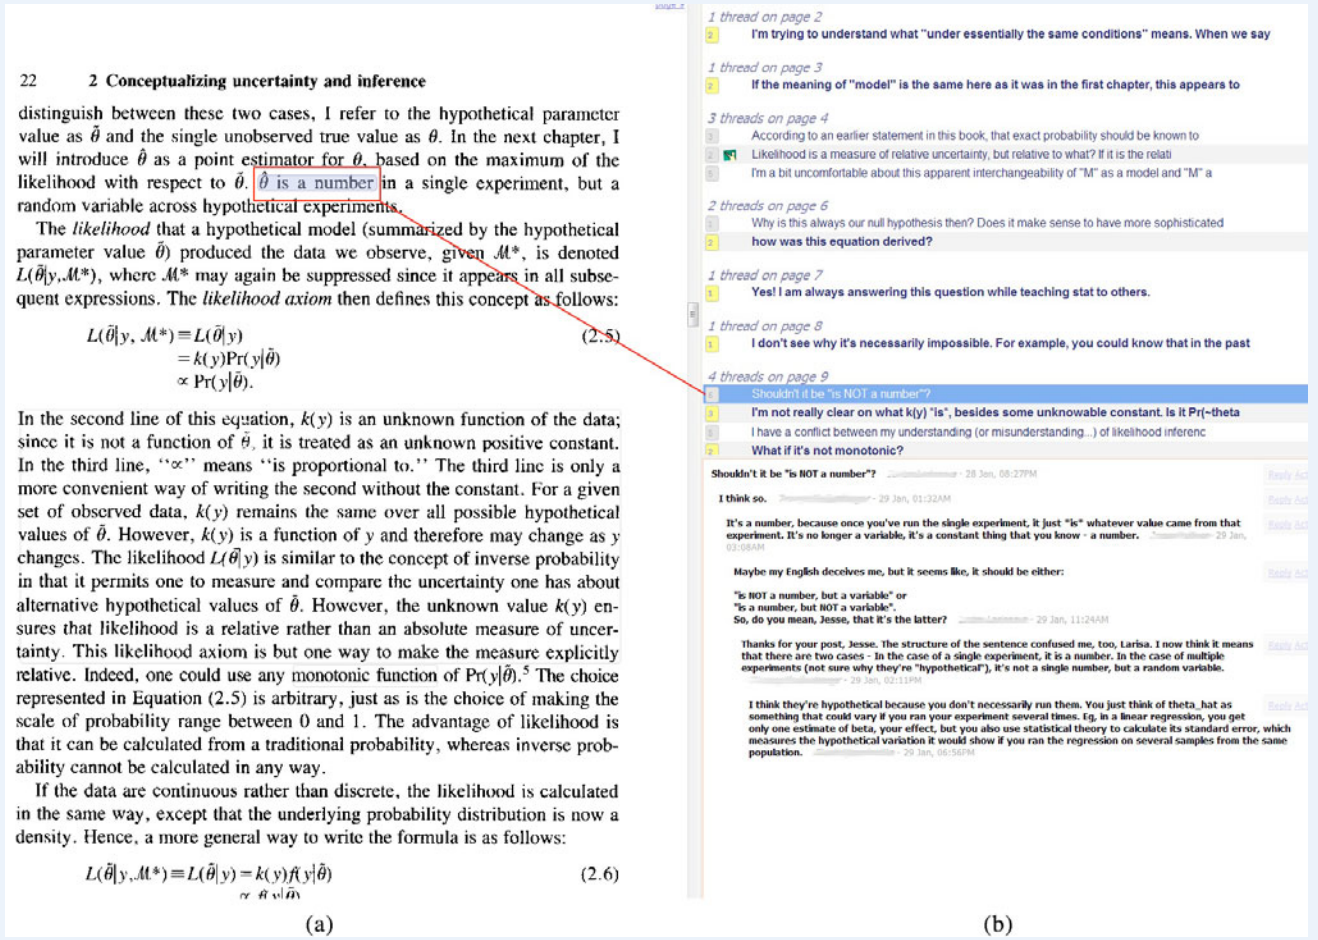 22 2 Conceptualizing uncertainty and inference
distinguish between these two cases, I refer to the hypothetical parameter
value as θ̃ and the single unobserved true value as θ. In the next chapter, I
will introduce θ̂ as a point estimator for θ, based on the maximum of the
likelihood with respect to θ̃. θ̂ is a number in a single experiment, but a
random variable across hypothetical experiments.
The likelihood that a hypothetical model (summarized by the hypothetical
parameter value θ̃) produced the data we observe, given ℳ*, is denoted
L(θ̃|y,ℳ*), where ℳ* may again be suppressed since it appears in all subse-
quent expressions. The likelihood axiom then defines this concept as follows:
L(θ̃|y, ℳ*)≡L(θ̃|y) (2.5)
=k(y)Pr(y|θ̃)
∝ Pr(y|θ̃).
In the second line of this equation, k(y) is an unknown function of the data;
since it is not a function of θ̃, it is treated as an unknown positive constant.
In the third line, “∝” means “is proportional to.” The third line is only a
more convenient way of writing the second without the constant. For a given
set of observed data, k(y) remains the same over all possible hypothetical
values of θ̃. However, k(y) is a function of y and therefore may change as y
changes. The likelihood L(θ̃|y) is similar to the concept of inverse probability
in that it permits one to measure and compare the uncertainty one has about
alternative hypothetical values of θ̃. However, the unknown value k(y) en-
sures that likelihood is a relative rather than an absolute measure of uncer-
tainty. This likelihood axiom is but one way to make the measure explicitly
relative. Indeed, one could use any monotonic function of Pr(y|θ̃).⁵ The choice
represented in Equation (2.5) is arbitrary, just as is the choice of making the
scale of probability range between 0 and 1. The advantage of likelihood is
that it can be calculated from a traditional probability, whereas inverse prob-
ability cannot be calculated in any way.
If the data are continuous rather than discrete, the likelihood is calculated
in the same way, except that the underlying probability distribution is now a
density. Hence, a more general way to write the formula is as follows:
L(θ̃|y,ℳ*)≡L(θ̃|y)=k(y)f(y|θ̃) (2.6)
(a)
1 thread on page 2
2 I'm trying to understand what "under essentially the same conditions" means. When we say
1 thread on page 3
2 If the meaning of "model" is the same here as it was in the first chapter, this appears to
3 threads on page 4
According to an earlier statement in this book, that exact probability should be known to
Likelihood is a measure of relative uncertainty, but relative to what? If it is the relati
I'm a bit uncomfortable about this apparent interchangeability of "M" as a model and "M" a
2 threads on page 6
Why is this always our null hypothesis then? Does it make sense to have more sophisticated
2 how was this equation derived?
1 thread on page 7
1 Yes! I am always answering this question while teaching stat to others.
1 thread on page 8
1 I don't see why it's necessarily impossible. For example, you could know that in the past
4 threads on page 9
Shouldn't it be "is NOT a number"?
3 I'm not really clear on what k(y) "is", besides some unknowable constant. Is it Pr(~theta
I have a conflict between my understanding (or misunderstanding...) of likelihood inferenc
2 What if it's not monotonic?
Shouldn't it be "is NOT a number"? - 28 Jan, 08:27PM Reply
I think so. - 29 Jan, 01:32AM Reply
It's a number, because once you've run the single experiment, it just "is" whatever value came from that Reply
experiment. It's no longer a variable, it's a constant thing that you know - a number. - 29 Jan,
03:08AM
Maybe my English deceives me, but it seems like, it should be either: Reply
"is NOT a number, but a variable" or
"is a number, but NOT a variable".
So, do you mean, Jesse, that it's the latter? - 29 Jan, 11:24AM
Thanks for your post, Jesse. The structure of the sentence confused me, too, Larisa. I now think it means Reply
that there are two cases - In the case of a single experiment, it is a number. In the case of multiple
experiments (not sure why they're "hypothetical"), it's not a single number, but a random variable.
- 29 Jan, 02:11PM
I think they're hypothetical because you don't necessarily run them. You just think of theta_hat as Reply
something that could vary if you ran your experiment several times. Eg, in a linear regression, you get
only one estimate of beta, your effect, but you also use statistical theory to calculate its standard error, which
measures the hypothetical variation it would show if you ran the regression on several samples from the same
population. - 29 Jan, 06:56PM
(b)